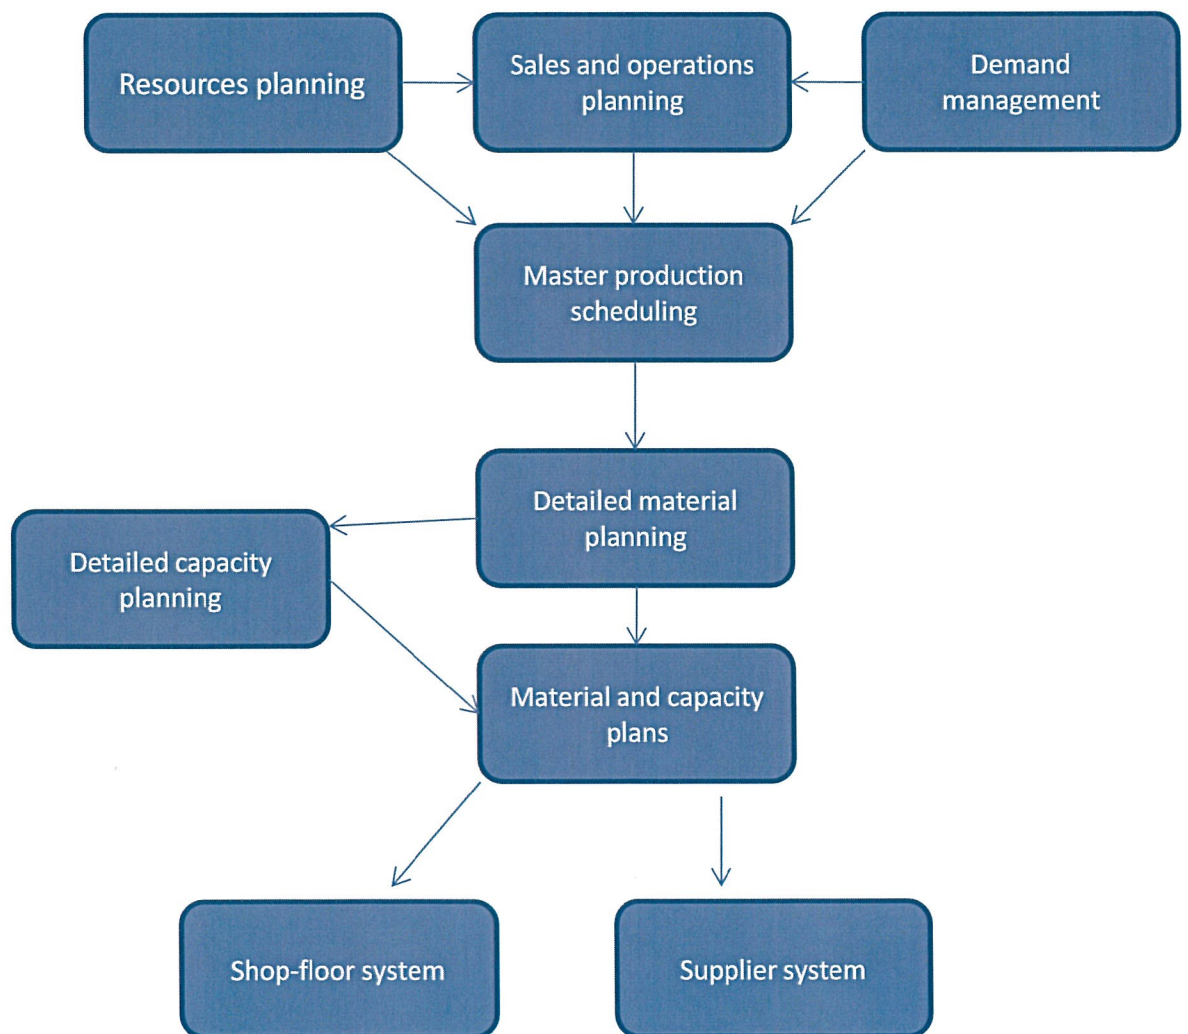 Resources planning
Sales and operations
planning
Demand
management
Master production
scheduling
Detailed material
planning
Detailed capacity
planning
Material and capacity
plans
Shop-floor system
Supplier system